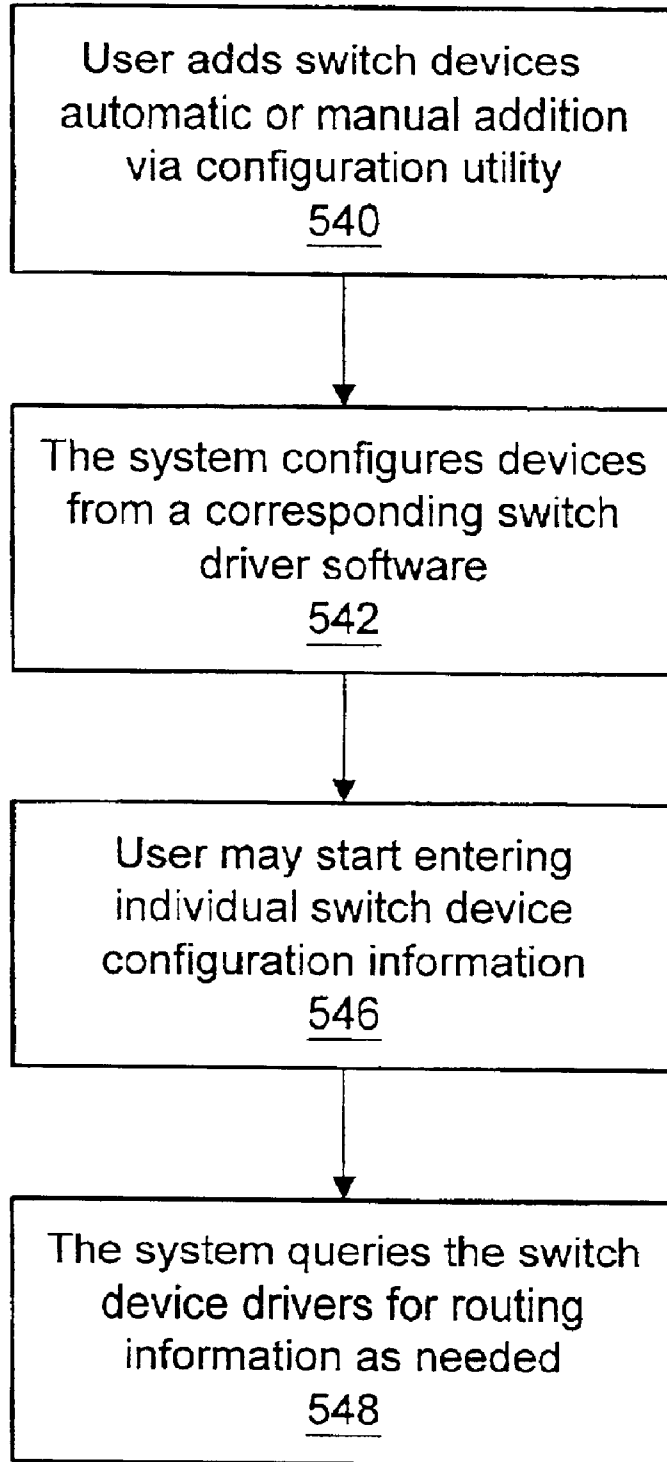 User adds switch devices
automatic or manual addition
via configuration utility
540
The system configures devices
from a corresponding switch
driver software
542
User may start entering
individual switch device
configuration information
546
The system queries the switch
device drivers for routing
information as needed
548